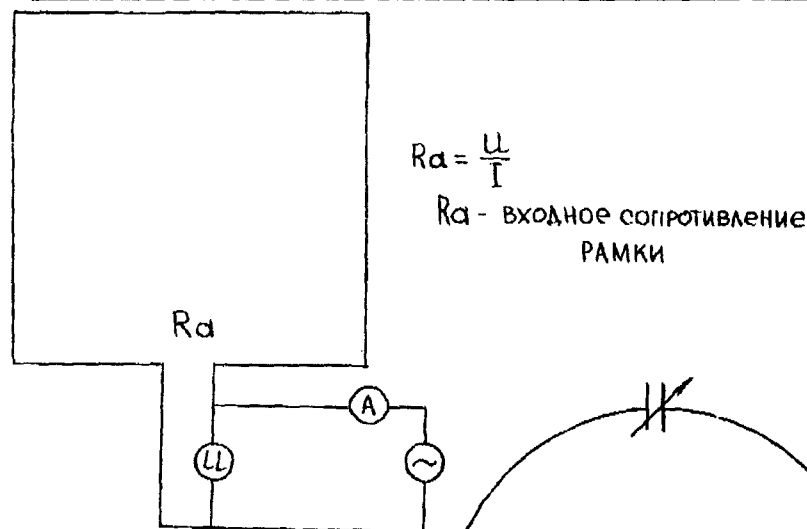 Ra = U/I
Ra - входное сопротивление
РАМКИ
Ra
A
U
~